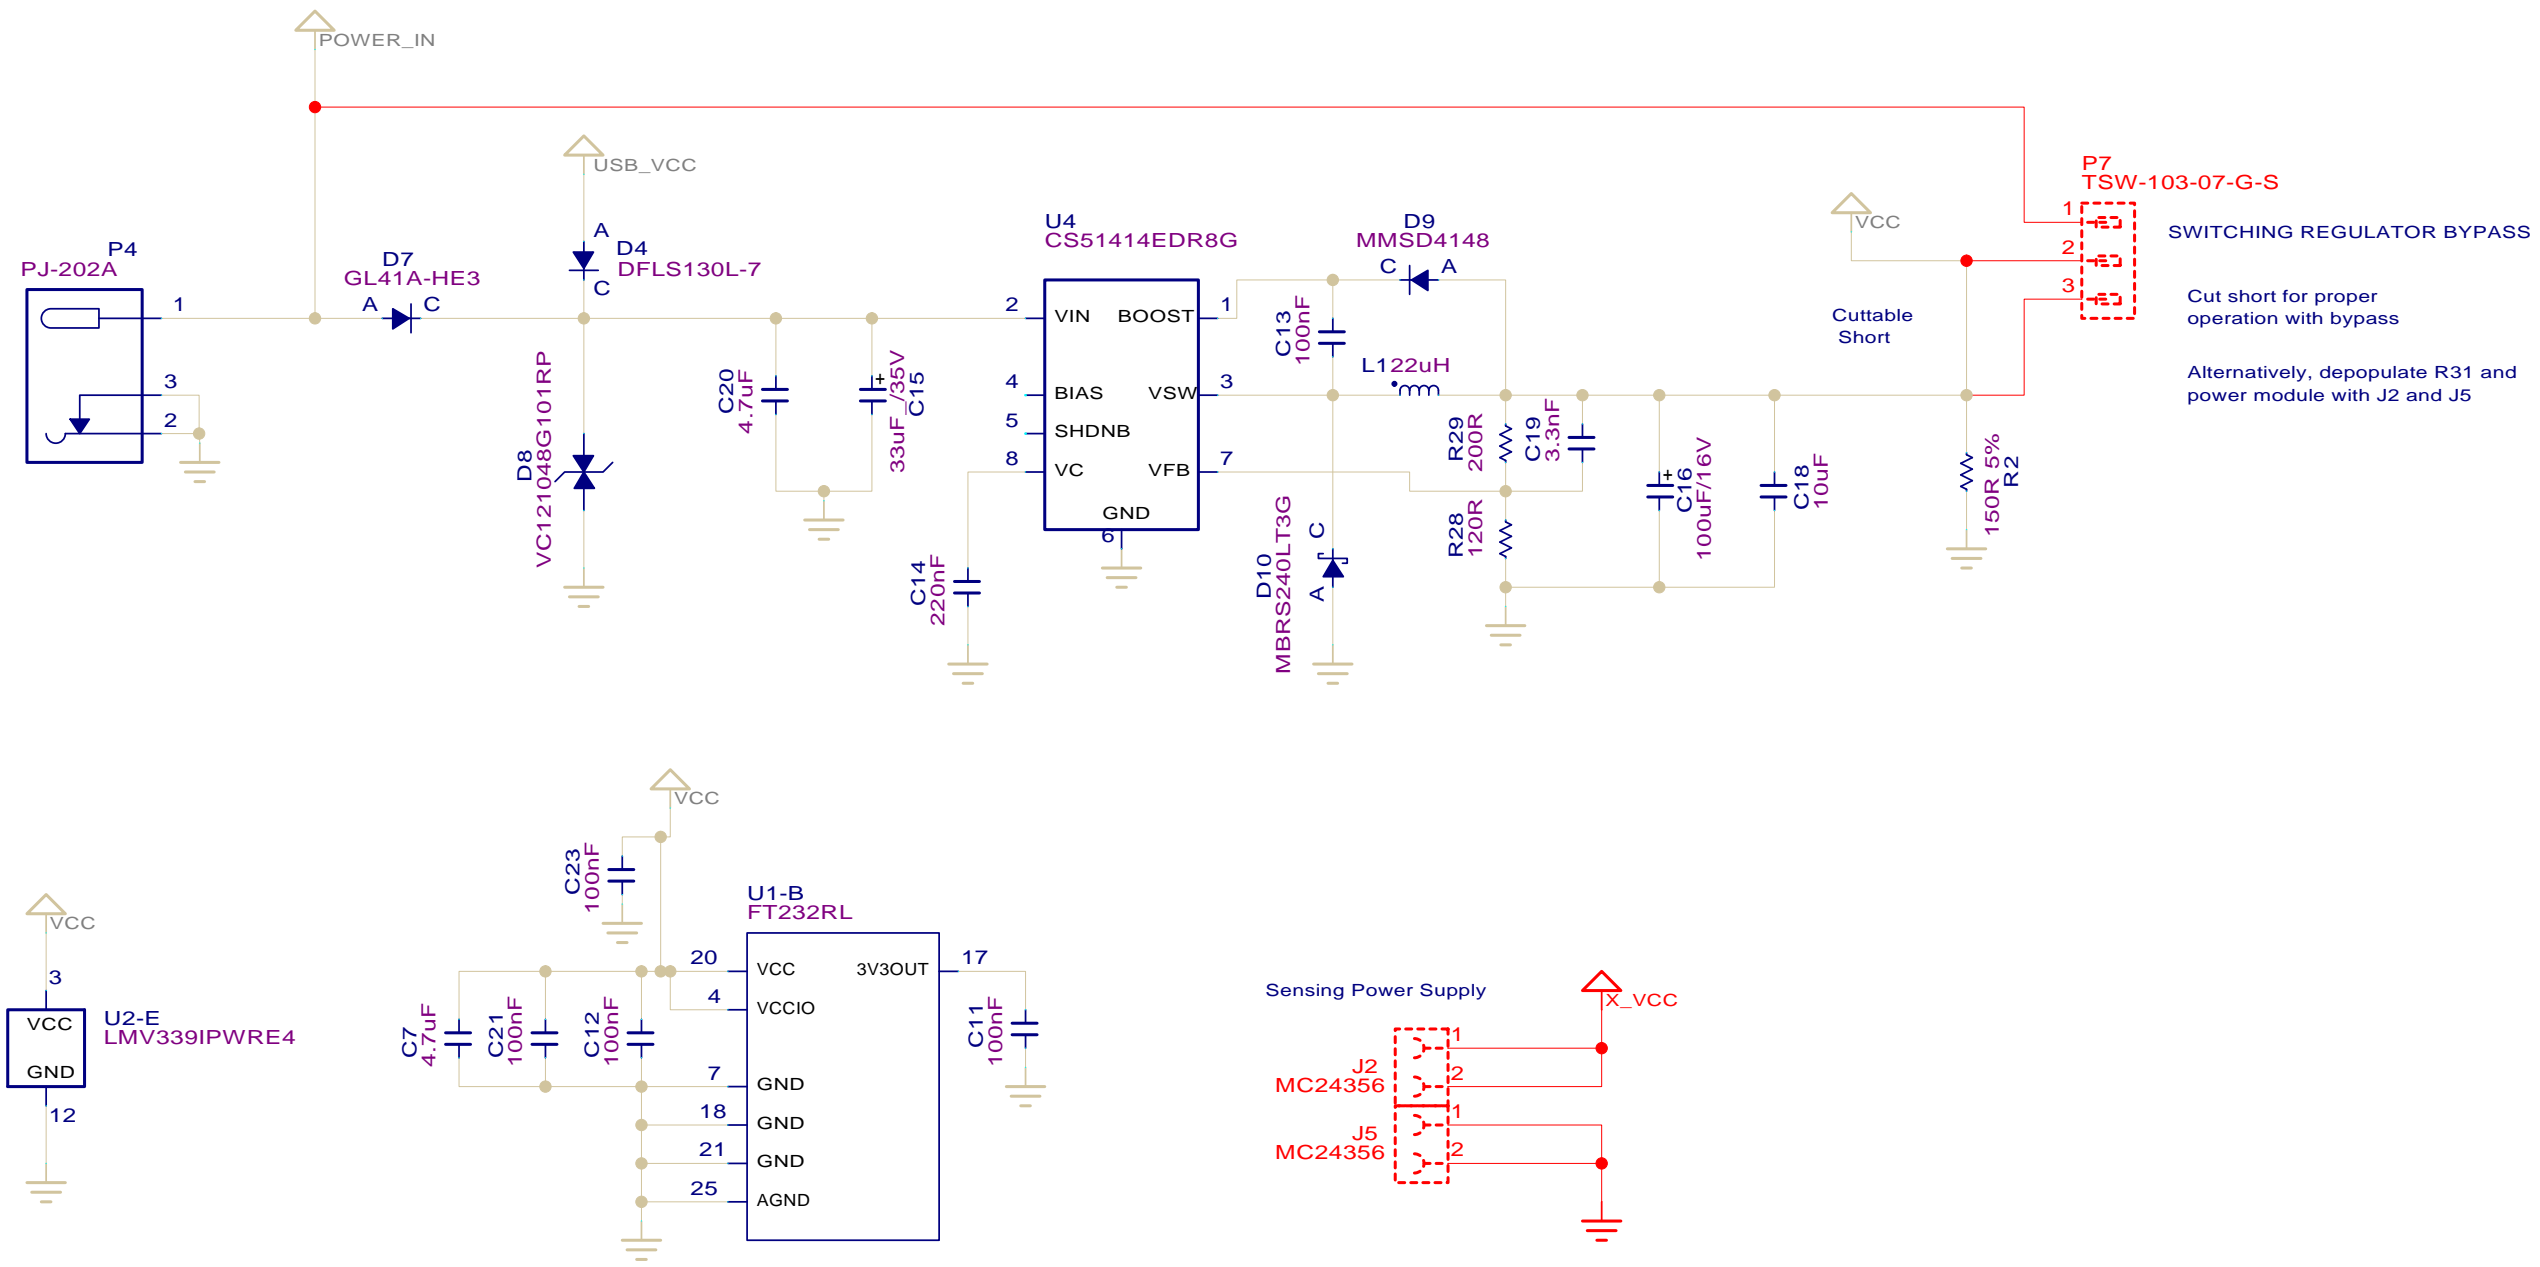 POWER_IN
USB_VCC
P4
PJ-202A
1
3
2
D7
GL41A-HE3
A
C
A
D4
DFLS130L-7
C
D8
VC121048G101RP
C20
4.7uF
+
33uF_/35V
C15
U4
CS51414EDR8G
2
VIN
BOOST
1
4
BIAS
VSW
3
5
SHDNB
8
VC
VFB
7
GND
6
C14
220nF
D9
MMSD4148
C
A
C13
100nF
L1 22uH
D10
MBRS240LT3G
C
A
R29
200R
C19
3.3nF
R28
120R
+
C16
100uF/16V
C18
10uF
VCC
Cuttable
Short
150R 5%
R2
P7
TSW-103-07-G-S
1
2
3
SWITCHING REGULATOR BYPASS
Cut short for proper
operation with bypass
Alternatively, depopulate R31 and
power module with J2 and J5
VCC
3
VCC
GND
12
U2-E
LMV339IPWRE4
VCC
C23
100nF
C7
4.7uF
C21
100nF
C12
100nF
U1-B
FT232RL
20
VCC
3V3OUT
17
4
VCCIO
7
GND
18
GND
21
GND
25
AGND
C11
100nF
Sensing Power Supply
X_VCC
J2
MC24356
1
2
J5
MC24356
1
2